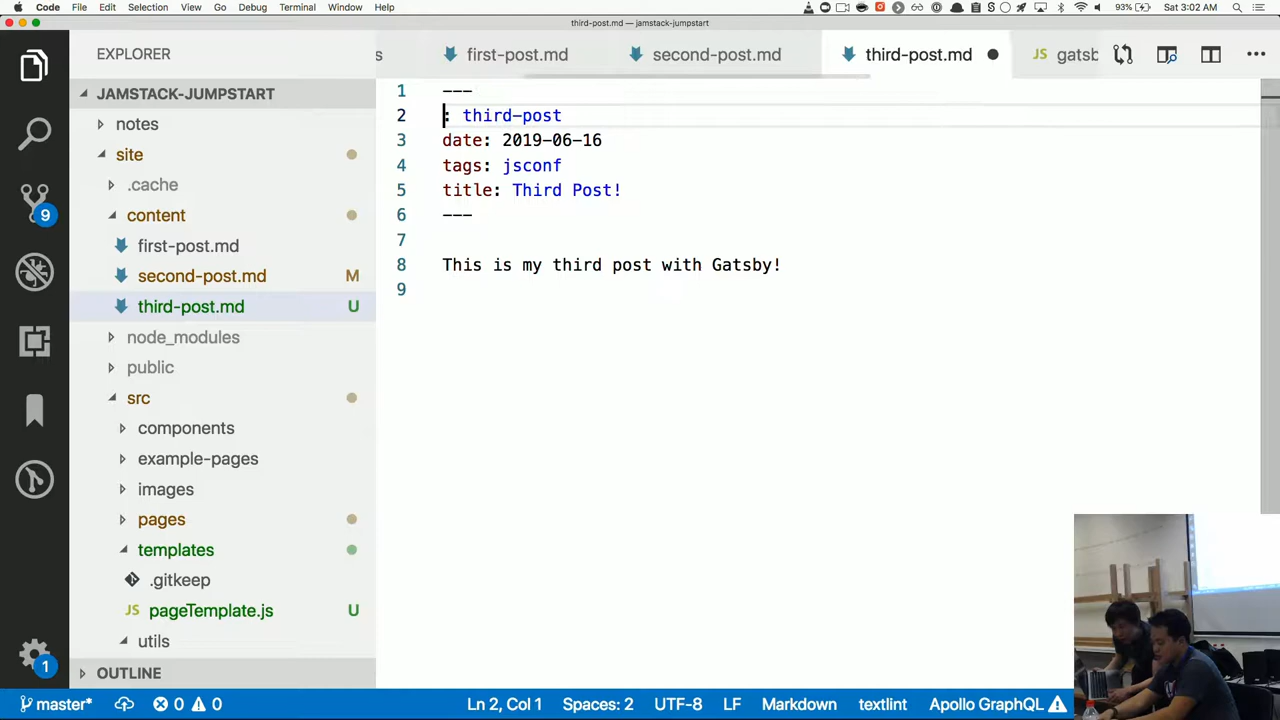 Code File Edit Selection View Go Debug Terminal Window Help 93% Sat 3:02 AM
third-post.md — jamstack-jumpstart
EXPLORER
JAMSTACK-JUMPSTART
notes
site
.cache
content
first-post.md
second-post.md M
third-post.md U
node_modules
public
src
components
example-pages
images
pages
templates
.gitkeep
JS pageTemplate.js U
utils
OUTLINE
9
1
s first-post.md second-post.md third-post.md JS gatsb
1 ---
2 : third-post
3 date: 2019-06-16
4 tags: jsconf
5 title: Third Post!
6 ---
7
8 This is my third post with Gatsby!
9
master* 0 0 Ln 2, Col 1 Spaces: 2 UTF-8 LF Markdown textlint Apollo GraphQL